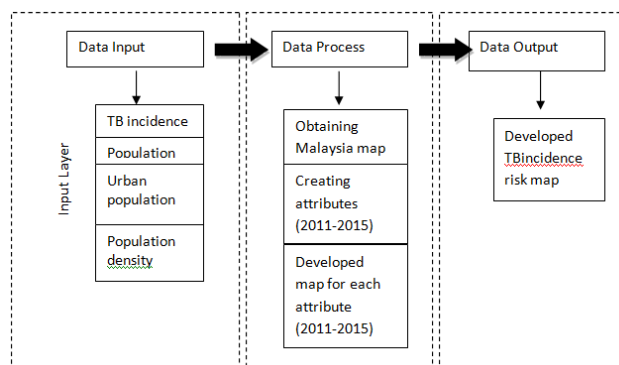 Data Input
Data Process
Data Output
Input Layer
TB incidence
Population
Urban
population
Population
density
Obtaining
Malaysia map
Creating
attributes
(2011-2015)
Developed
map for each
attribute
(2011-2015)
Developed
TBincidence
risk map